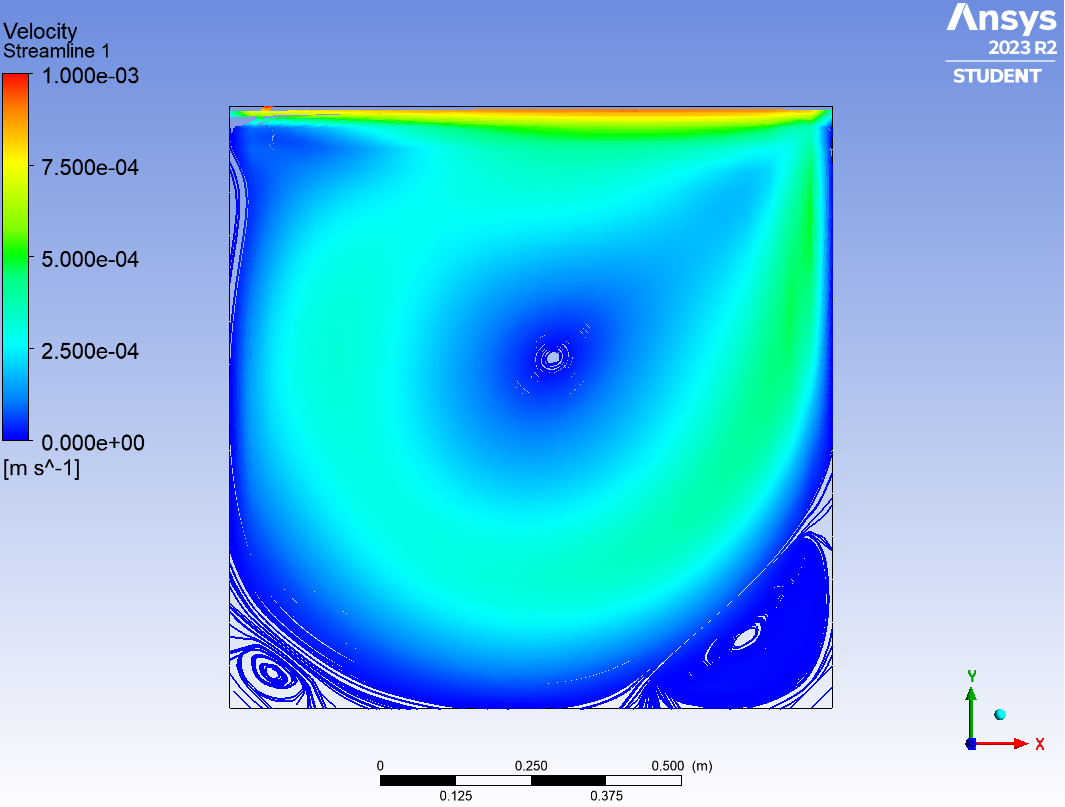 Velocity
Streamline 1
1.000e-03
7.500e-04
5.000e-04
2.500e-04
0.000e+00
[m s^-1]
Ansys
2023 R2
STUDENT
Y
X
0 0.250 0.500 (m)
0.125 0.375